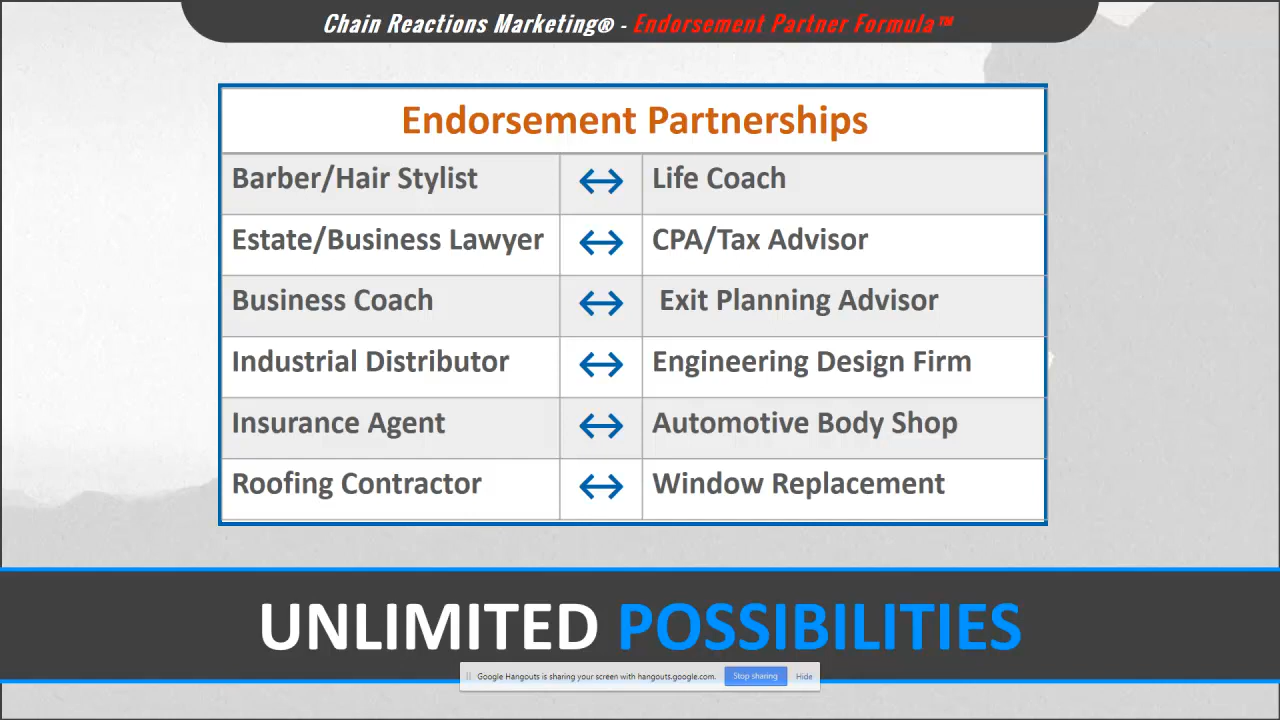 Chain Reactions Marketing® - Endorsement Partner Formula™
Endorsement Partnerships
Barber/Hair Stylist ↔ Life Coach
Estate/Business Lawyer ↔ CPA/Tax Advisor
Business Coach ↔ Exit Planning Advisor
Industrial Distributor ↔ Engineering Design Firm
Insurance Agent ↔ Automotive Body Shop
Roofing Contractor ↔ Window Replacement
UNLIMITED POSSIBILITIES
Google Hangouts is sharing your screen with hangouts.google.com. Stop sharing Hide